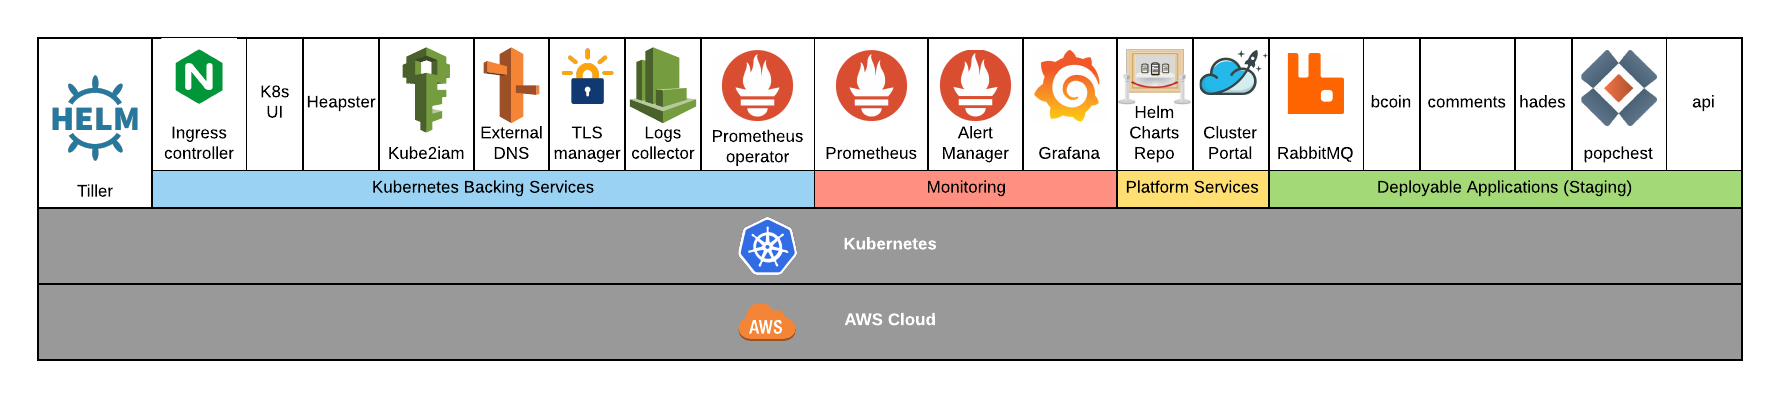 HELM
Tiller
N
Ingress
controller
K8s
UI
Heapster
Kube2iam
External
DNS
TLS
manager
Logs
collector
Prometheus
operator
Prometheus
Alert
Manager
Grafana
Helm
Charts
Repo
Cluster
Portal
RabbitMQ
bcoin
comments
hades
popchest
api
Kubernetes Backing Services
Monitoring
Platform Services
Deployable Applications (Staging)
Kubernetes
AWS
AWS Cloud